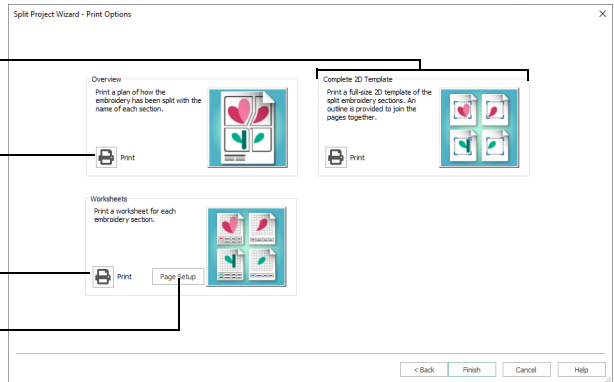 Split Project Wizard - Print Options
Overview
Print a plan of how the
embroidery has been split with the
name of each section.
Print
Complete 2D Template
Print a full-size 2D template of the
split embroidery sections. An
outline is provided to join the
pages together.
Print
Worksheets
Print a worksheet for each
embroidery section.
Print
Page Setup
< Back
Finish
Cancel
Help